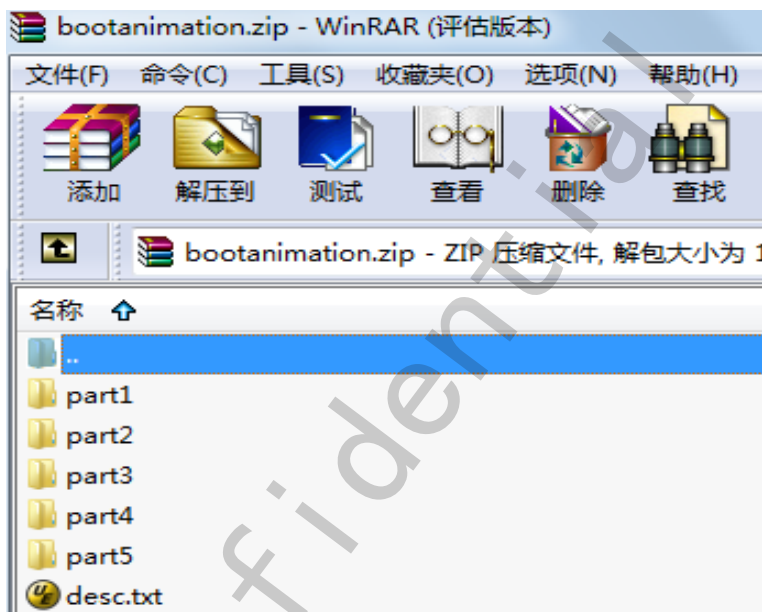 bootanimation.zip - WinRAR (评估版本)
文件(F) 命令(C) 工具(S) 收藏夹(O) 选项(N) 帮助(H)
添加 解压到 测试 查看 删除 查找
bootanimation.zip - ZIP 压缩文件, 解包大小为 1
名称
..
part1
part2
part3
part4
part5
desc.txt
fidential